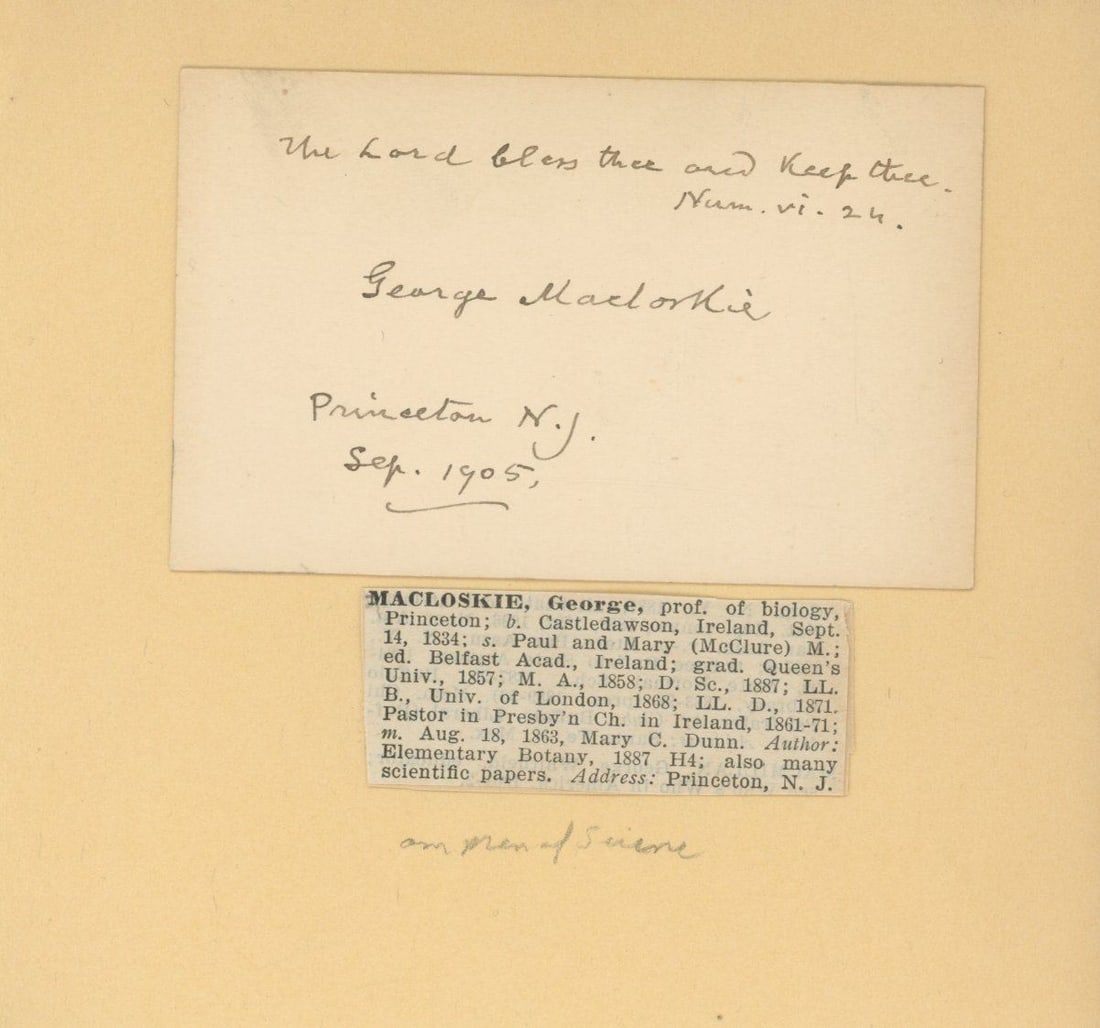 The Lord bless thee and Keep thee.
Num. vi. 24.
George Macloskie
Princeton N.J.
Sep. 1905,
MACLOSKIE, George, prof. of biology,
Princeton; b. Castledawson, Ireland, Sept.
14, 1834; s. Paul and Mary (McClure) M.;
ed. Belfast Acad., Ireland; grad. Queen's
Univ., 1857; M. A., 1858; D. Sc., 1887; LL.
B., Univ. of London, 1868; LL. D., 1871.
Pastor in Presby'n Ch. in Ireland, 1861-71;
m. Aug. 18, 1863, Mary C. Dunn. Author:
Elementary Botany, 1887 H4; also many
scientific papers. Address: Princeton, N. J.
am men of Science